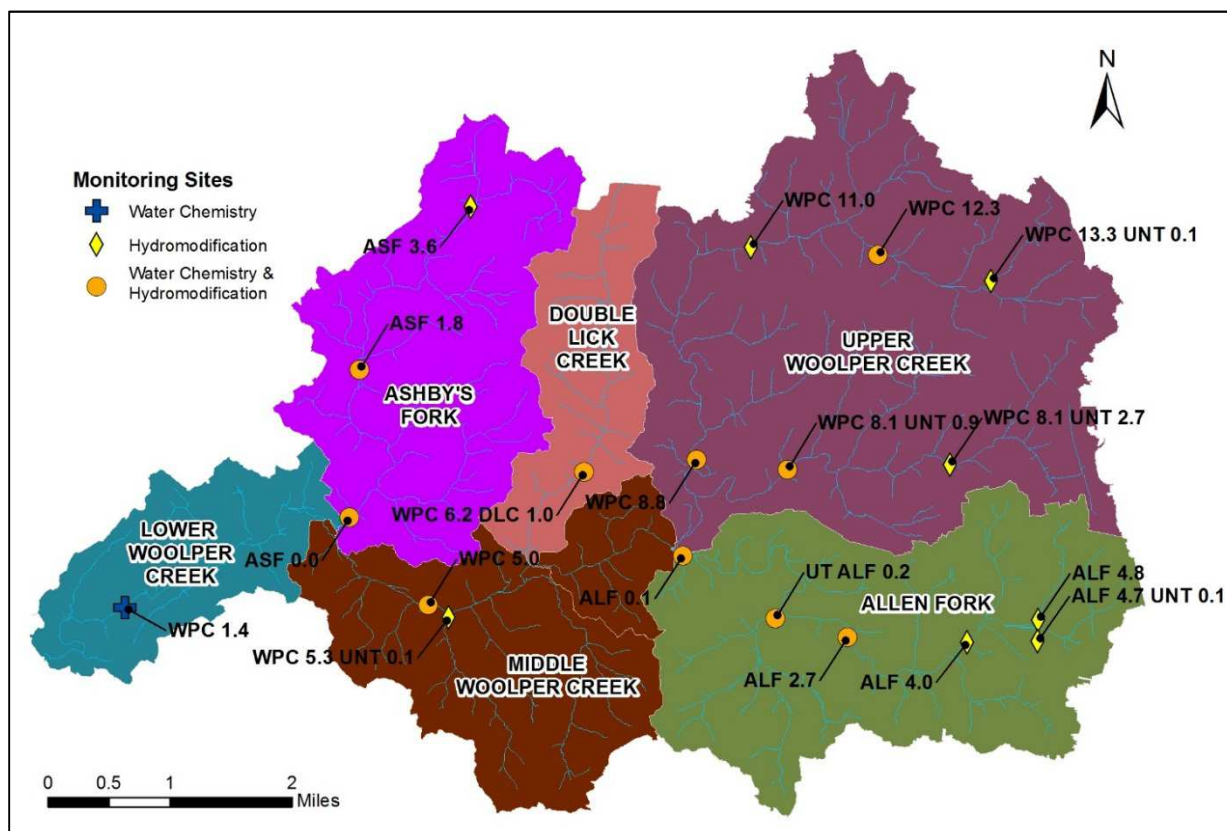 N
Monitoring Sites
Water Chemistry
Hydromodification
Water Chemistry &
Hydromodification
ASF 3.6
WPC 11.0
WPC 12.3
WPC 13.3 UNT 0.1
ASF 1.8
DOUBLE
LICK
CREEK
UPPER
WOOLPER CREEK
ASHBY'S
FORK
WPC 8.1 UNT 0.9
WPC 8.1 UNT 2.7
WPC 6.2 DLC 1.0
WPC 8.8
LOWER
WOOLPER
CREEK
ASF 0.0
WPC 5.0
ALF 0.1
UT ALF 0.2
ALF 4.8
ALF 4.7 UNT 0.1
ALLEN FORK
WPC 1.4
WPC 5.3 UNT 0.1
MIDDLE
WOOLPER CREEK
ALF 2.7
ALF 4.0
0 0.5 1 2
Miles